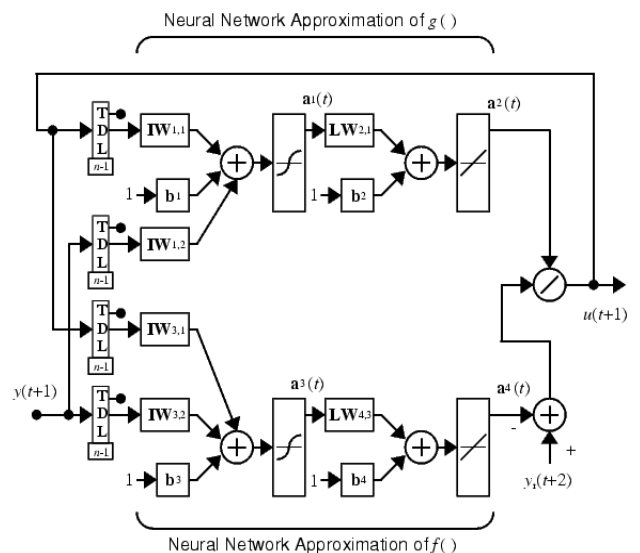 Neural Network Approximation of g ( )
a¹(t) a²(t)
T D L n-1 IW1,1 LW2,1
1 b1 1 b2
T D L n-1 IW1,2
T D L n-1 IW3,1
u(t+1)
y(t+1) a³(t) a⁴(t)
T D L n-1 IW3,2 LW4,3 -
+
1 b3 1 b4 yr(t+2)
Neural Network Approximation of f ( )